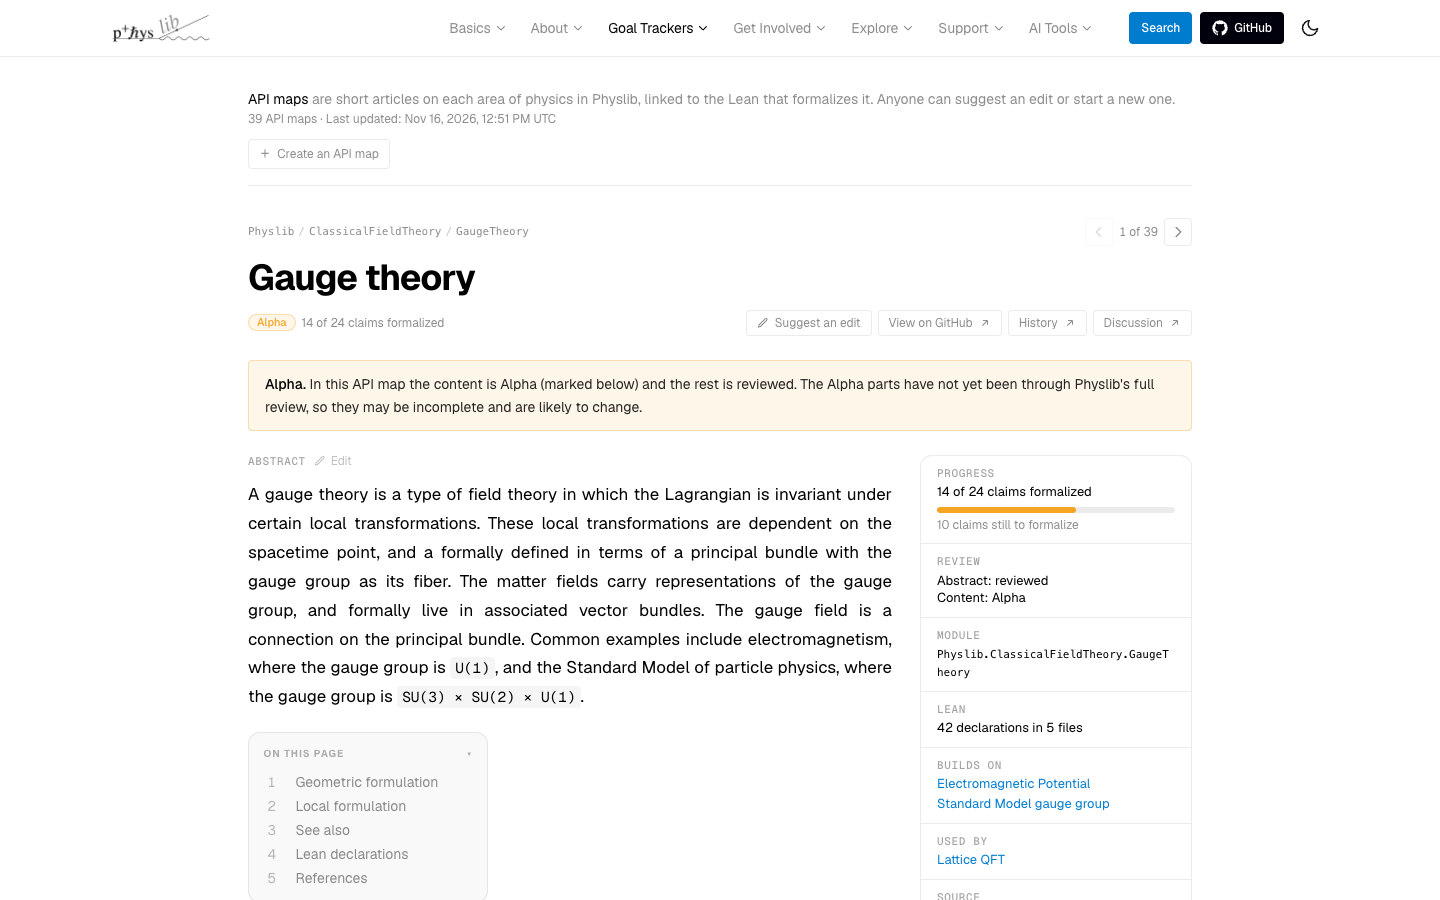 p⁺hys lib
Basics
About
Goal Trackers
Get Involved
Explore
Support
AI Tools
Search
GitHub
API maps are short articles on each area of physics in Physlib, linked to the Lean that formalizes it. Anyone can suggest an edit or start a new one.
39 API maps · Last updated: Nov 16, 2026, 12:51 PM UTC
+ Create an API map
Physlib / ClassicalFieldTheory / GaugeTheory
1 of 39
Gauge theory
Alpha 14 of 24 claims formalized
Suggest an edit
View on GitHub ↗
History ↗
Discussion ↗
Alpha. In this API map the content is Alpha (marked below) and the rest is reviewed. The Alpha parts have not yet been through Physlib's full
review, so they may be incomplete and are likely to change.
ABSTRACT Edit
A gauge theory is a type of field theory in which the Lagrangian is invariant under
certain local transformations. These local transformations are dependent on the
spacetime point, and a formally defined in terms of a principal bundle with the
gauge group as its fiber. The matter fields carry representations of the gauge
group, and formally live in associated vector bundles. The gauge field is a
connection on the principal bundle. Common examples include electromagnetism,
where the gauge group is U(1), and the Standard Model of particle physics, where
the gauge group is SU(3) × SU(2) × U(1).
ON THIS PAGE
1 Geometric formulation
2 Local formulation
3 See also
4 Lean declarations
5 References
PROGRESS
14 of 24 claims formalized
10 claims still to formalize
REVIEW
Abstract: reviewed
Content: Alpha
MODULE
Physlib.ClassicalFieldTheory.GaugeT
heory
LEAN
42 declarations in 5 files
BUILDS ON
Electromagnetic Potential
Standard Model gauge group
USED BY
Lattice QFT
SOURCE